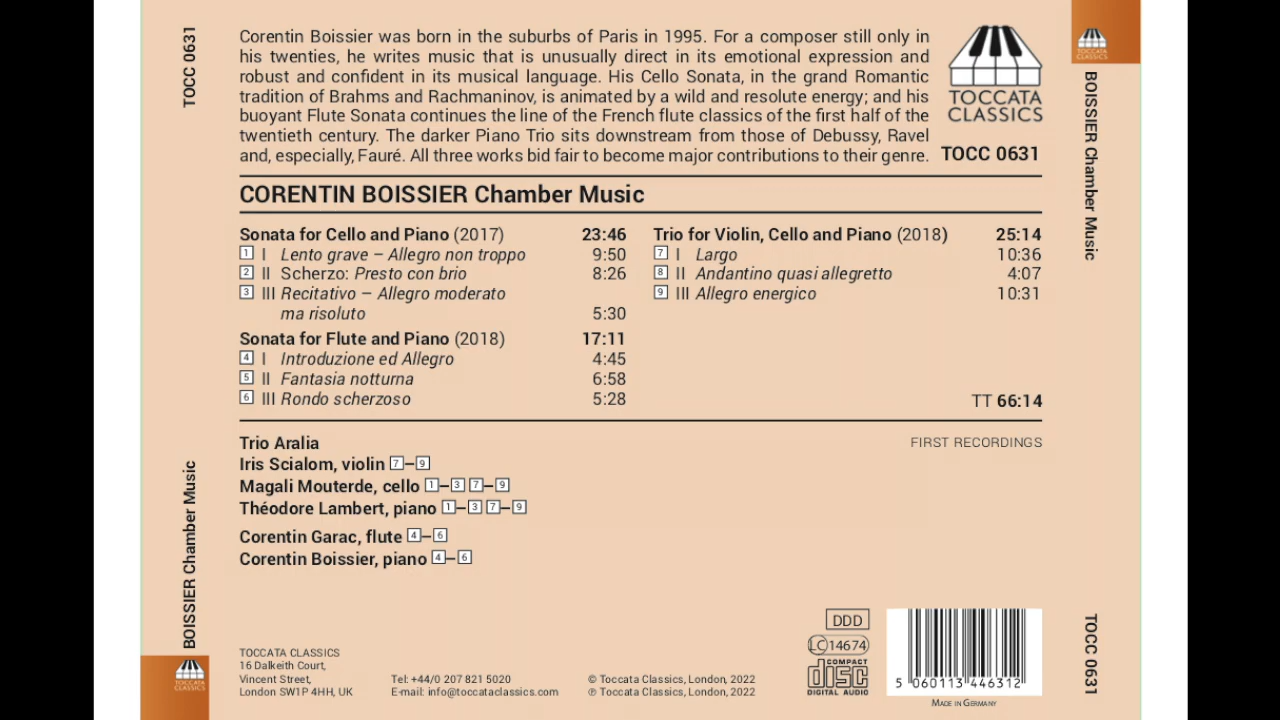 TOCC 0631
BOISSIER Chamber Music
TOCCATA CLASSICS
Corentin Boissier was born in the suburbs of Paris in 1995. For a composer still only in
his twenties, he writes music that is unusually direct in its emotional expression and
robust and confident in its musical language. His Cello Sonata, in the grand Romantic
tradition of Brahms and Rachmaninov, is animated by a wild and resolute energy; and his
buoyant Flute Sonata continues the line of the French flute classics of the first half of the
twentieth century. The darker Piano Trio sits downstream from those of Debussy, Ravel
and, especially, Fauré. All three works bid fair to become major contributions to their genre.
TOCCATA
CLASSICS
TOCC 0631
CORENTIN BOISSIER Chamber Music
Sonata for Cello and Piano (2017) 23:46
1 I Lento grave – Allegro non troppo 9:50
2 II Scherzo: Presto con brio 8:26
3 III Recitativo – Allegro moderato
ma risoluto 5:30
Sonata for Flute and Piano (2018) 17:11
4 I Introduzione ed Allegro 4:45
5 II Fantasia notturna 6:58
6 III Rondo scherzoso 5:28
Trio for Violin, Cello and Piano (2018) 25:14
7 I Largo 10:36
8 II Andantino quasi allegretto 4:07
9 III Allegro energico 10:31
TT 66:14
FIRST RECORDINGS
Trio Aralia
Iris Scialom, violin 7–9
Magali Mouterde, cello 1–3 7–9
Théodore Lambert, piano 1–3 7–9
Corentin Garac, flute 4–6
Corentin Boissier, piano 4–6
TOCCATA CLASSICS
16 Dalkeith Court,
Vincent Street,
London SW1P 4HH, UK
Tel: +44/0 207 821 5020
E-mail: info@toccataclassics.com
© Toccata Classics, London, 2022
℗ Toccata Classics, London, 2022
DDD
LC 14674
COMPACT
disc
DIGITAL AUDIO
5 060113 446312
MADE IN GERMANY
TOCCATA CLASSICS
BOISSIER Chamber Music
TOCC 0631